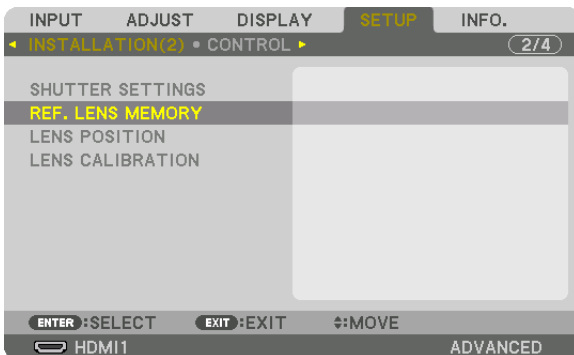 INPUT ADJUST DISPLAY SETUP INFO.
INSTALLATION(2) • CONTROL 2/4
SHUTTER SETTINGS
REF. LENS MEMORY
LENS POSITION
LENS CALIBRATION
ENTER :SELECT EXIT :EXIT :MOVE
HDMI1 ADVANCED